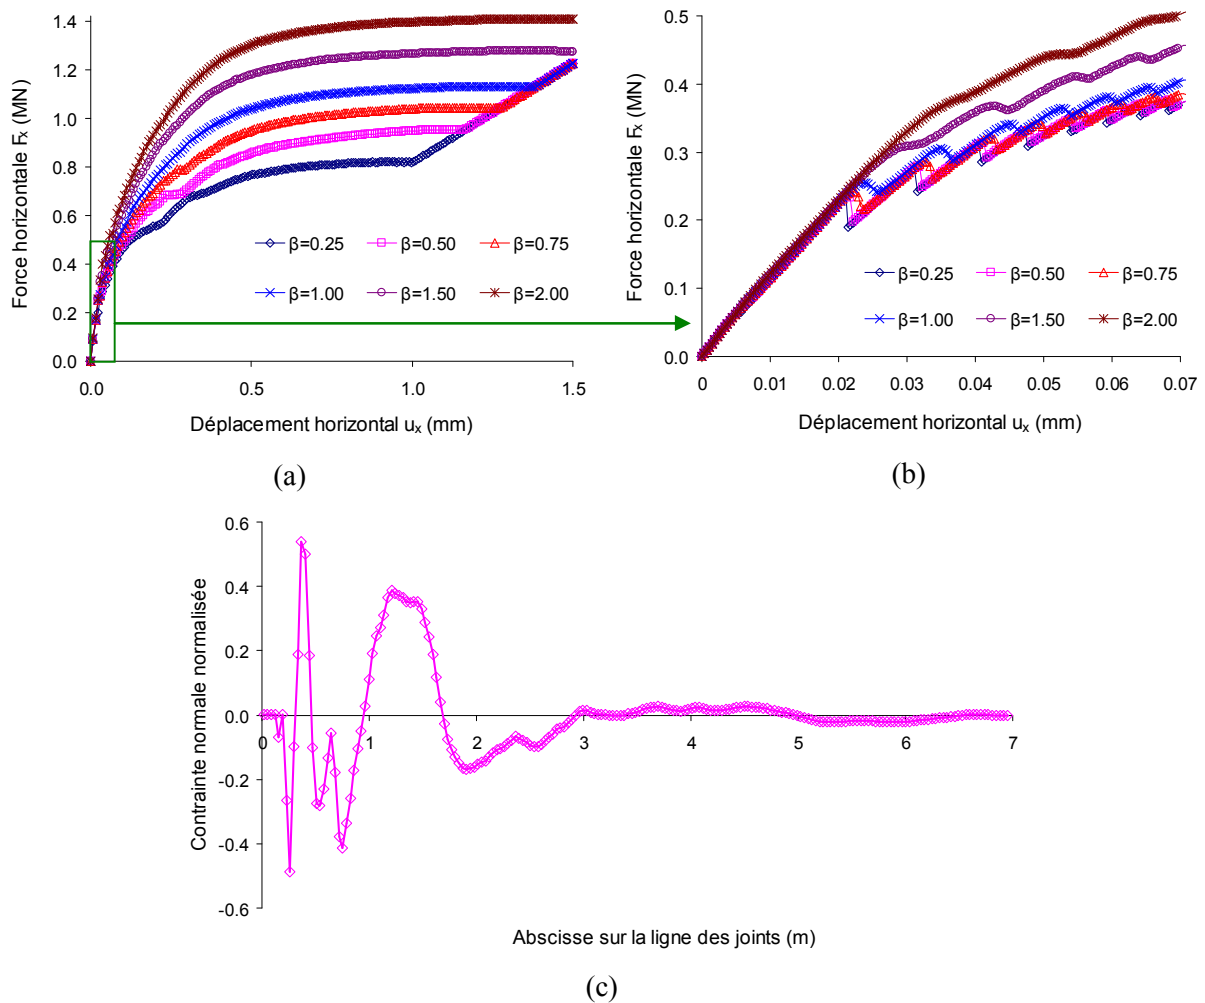 1.4
1.2
1.0
0.8
0.6
0.4
0.2
0.0
Force horizontale Fx (MN)
β=0.25 β=0.50 β=0.75
β=1.00 β=1.50 β=2.00
0.0 0.5 1.0 1.5
Déplacement horizontal ux (mm)
(a)
0.5
0.4
0.3
0.2
0.1
0.0
Force horizontale Fx (MN)
β=0.25 β=0.50 β=0.75
β=1.00 β=1.50 β=2.00
0 0.01 0.02 0.03 0.04 0.05 0.06 0.07
Déplacement horizontal ux (mm)
(b)
0.6
0.4
0.2
0.0
-0.2
-0.4
-0.6
Contrainte normale normalisée
0 1 2 3 4 5 6 7
Abscisse sur la ligne des joints (m)
(c)